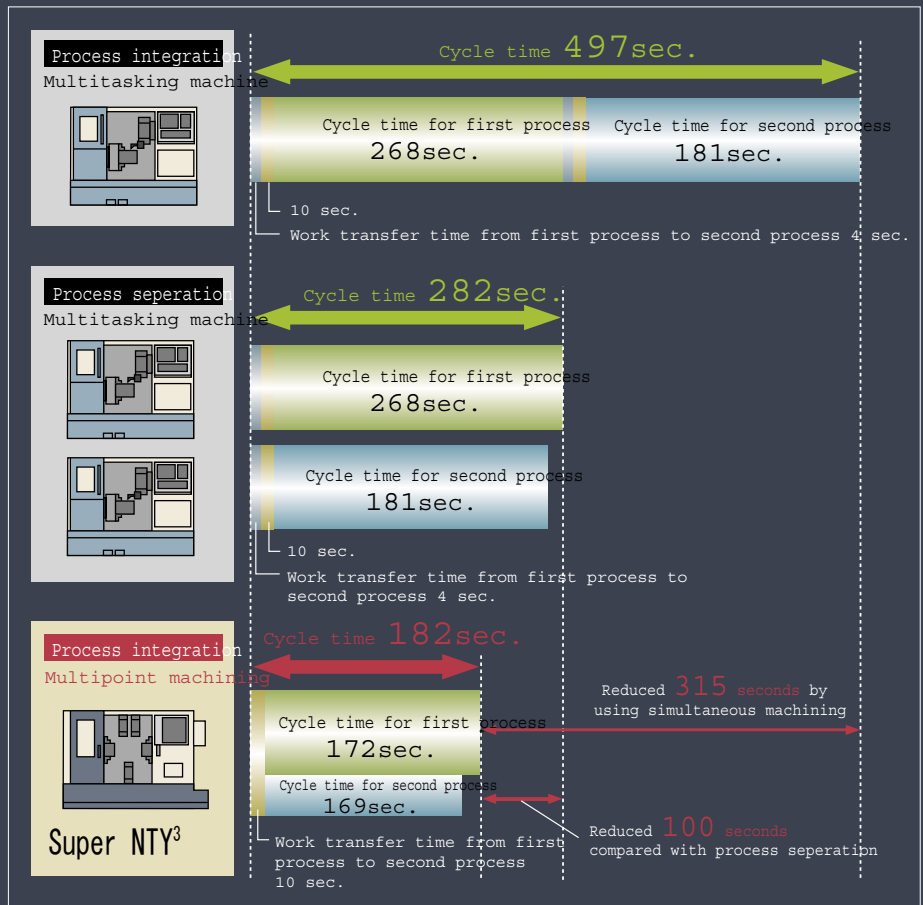 Process integration
Multitasking machine
Cycle time 497sec.
Cycle time for first process
268sec.
Cycle time for second process
181sec.
10 sec.
Work transfer time from first process to second process 4 sec.
Process seperation
Multitasking machine
Cycle time 282sec.
Cycle time for first process
268sec.
Cycle time for second process
181sec.
10 sec.
Work transfer time from first process to
second process 4 sec.
Process integration
Multipoint machining
Super NTY³
Cycle time 182sec.
Cycle time for first process
172sec.
Cycle time for second process
169sec.
Work transfer time from first
process to second process
10 sec.
Reduced 315 seconds by
using simultaneous machining
Reduced 100 seconds
compared with process seperation